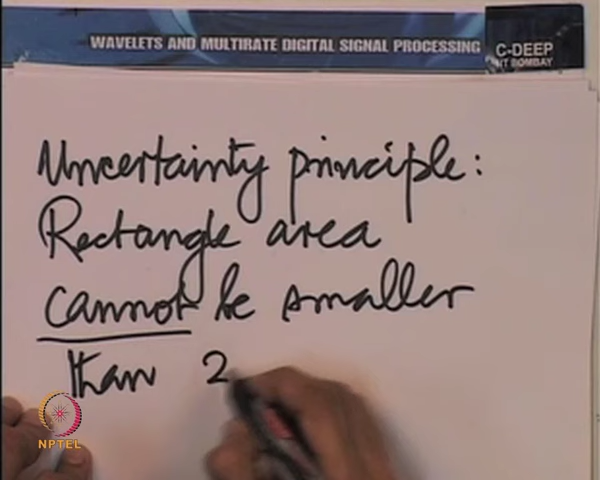 WAVELETS AND MULTIRATE DIGITAL SIGNAL PROCESSING
C-DEEP
IIT BOMBAY
Uncertainty principle:
Rectangle area
cannot be smaller
than 2
NPTEL